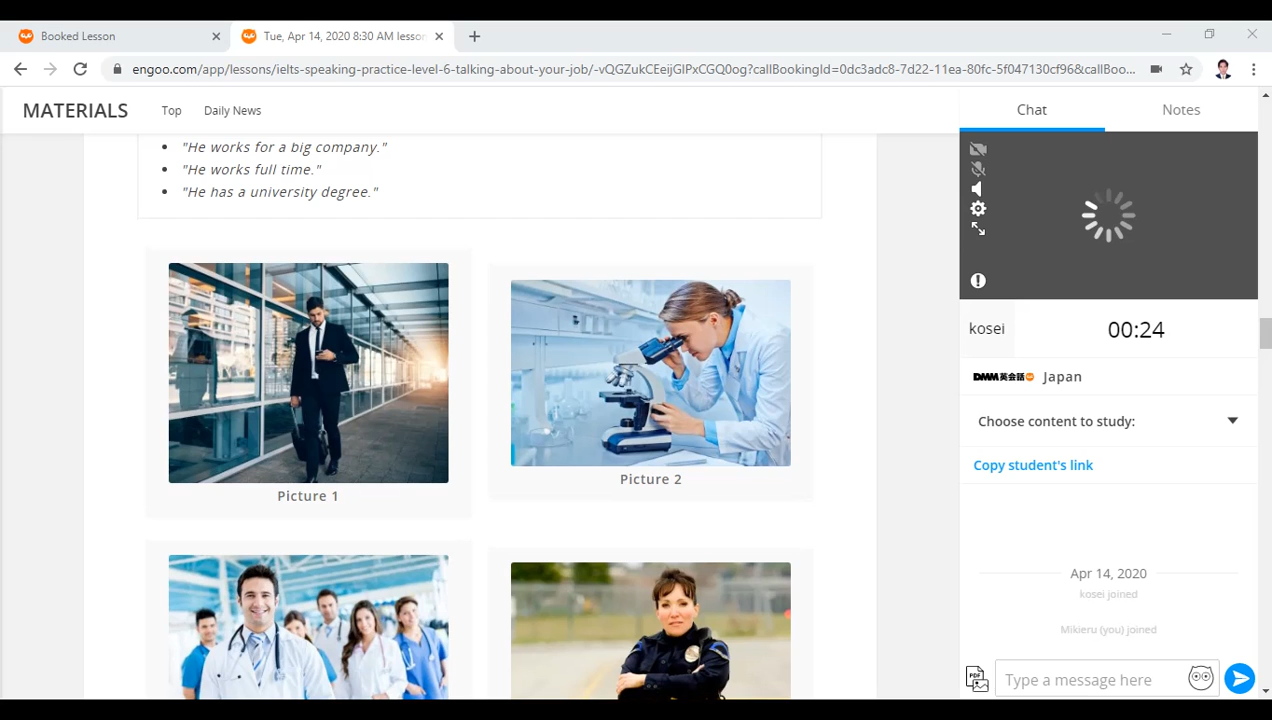 Booked Lesson
Tue, Apr 14, 2020 8:30 AM lesson
engoo.com/app/lessons/ielts-speaking-practice-level-6-talking-about-your-job/-vQGZukCEeijGlPxCGQ0og?callBookingId=0dc3adc8-7d22-11ea-80fc-5f047130cf96&callBoo...
MATERIALS
Top
Daily News
Chat
Notes
"He works for a big company."
"He works full time."
"He has a university degree."
Picture 1
Picture 2
kosei
00:24
DMM英会話
Japan
Choose content to study:
Copy student's link
Apr 14, 2020
kosei joined
Mikieru (you) joined
PDF
Type a message here